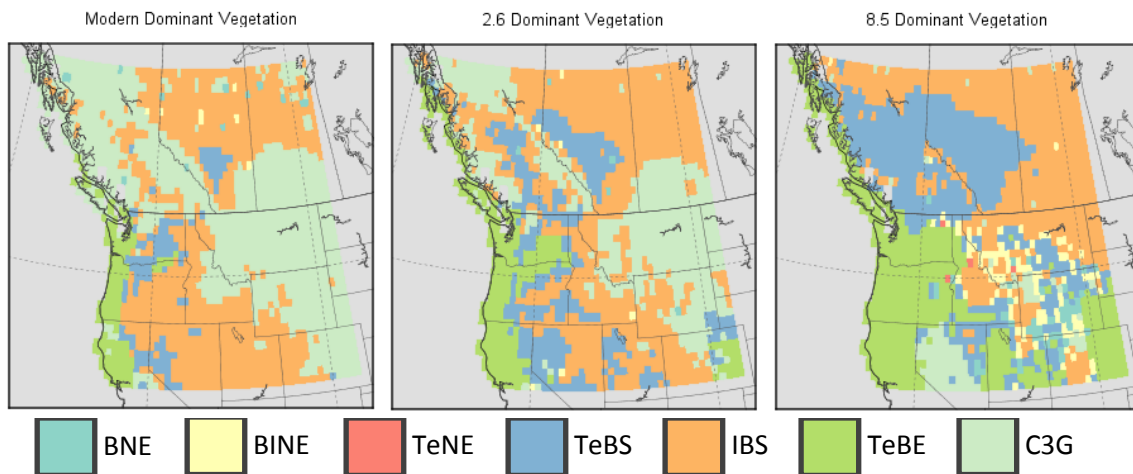 Modern Dominant Vegetation 2.6 Dominant Vegetation 8.5 Dominant Vegetation
BNE BINE TeNE TeBS IBS TeBE C3G